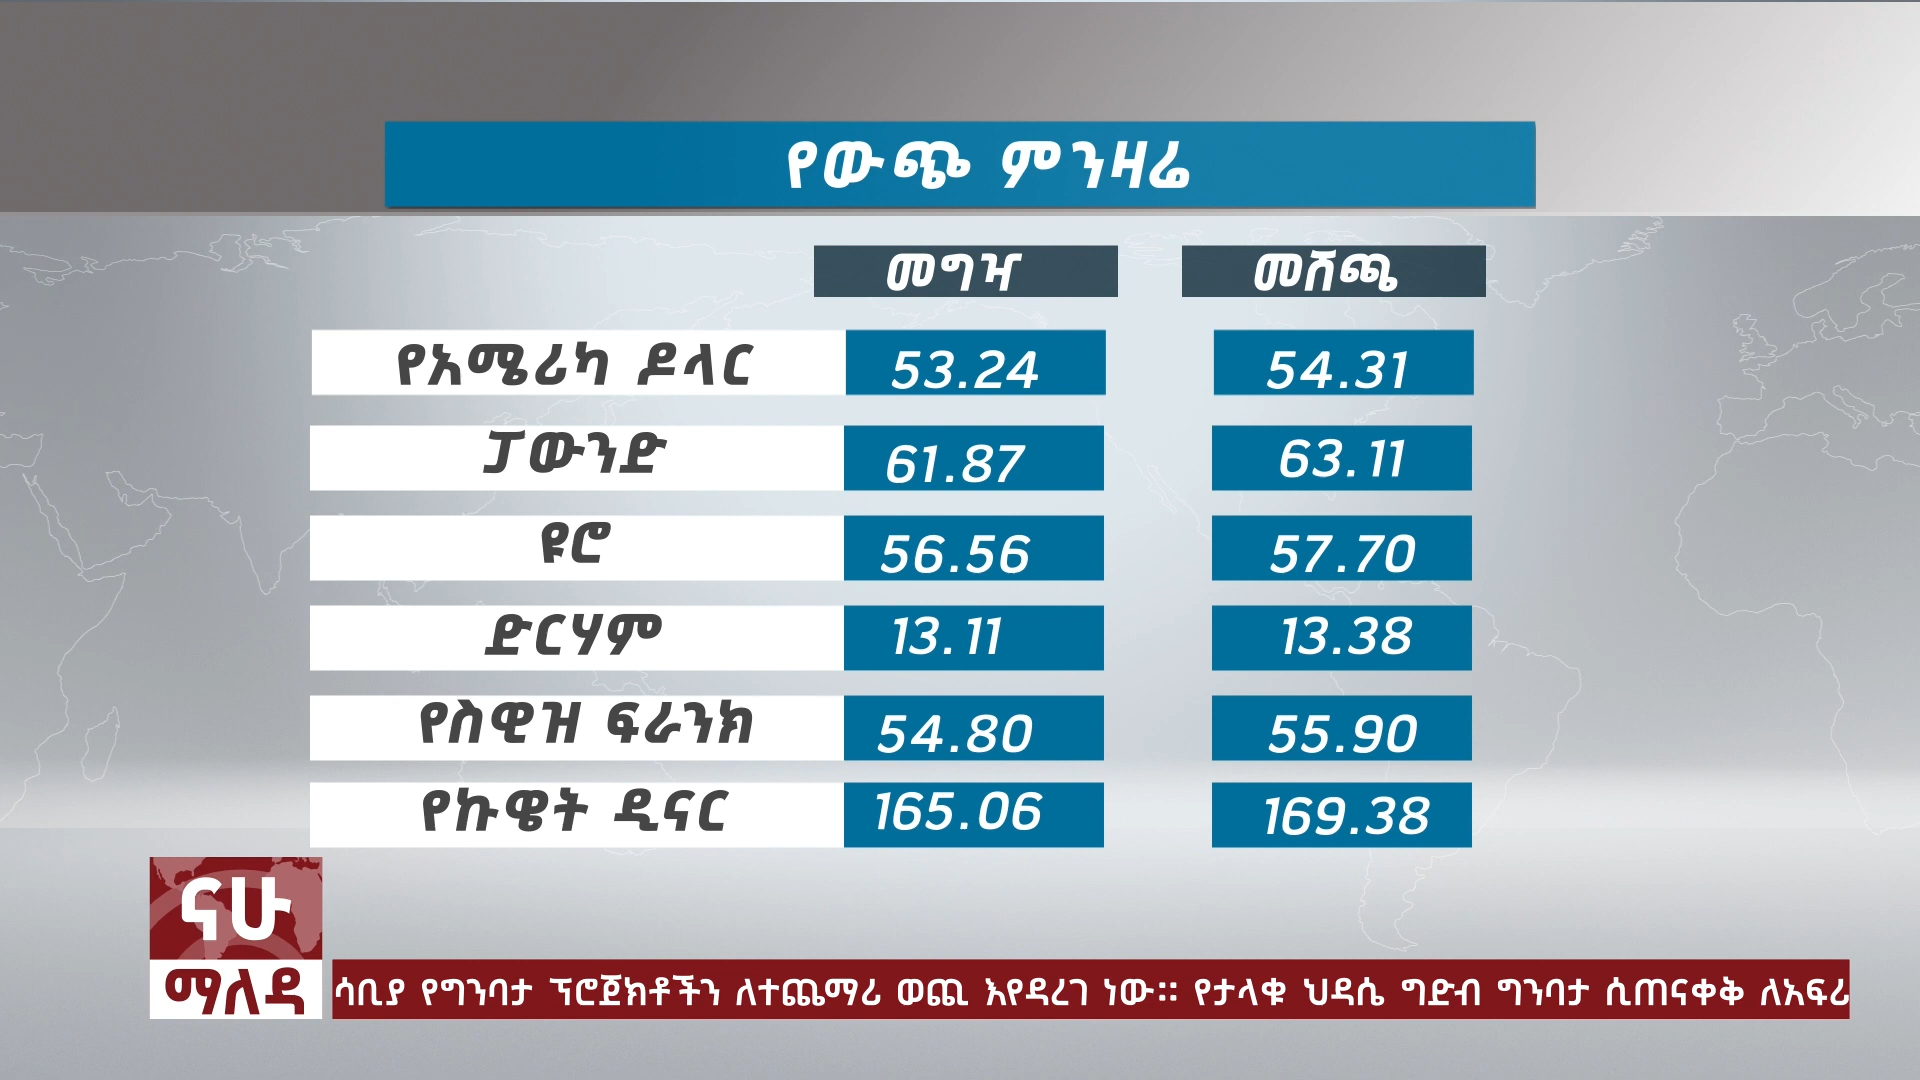 የውጭ ምንዛሬ
መግዣ መሸጫ
የአሜሪካ ዶላር 53.24 54.31
ፓውንድ 61.87 63.11
ዩሮ 56.56 57.70
ድርሃም 13.11 13.38
የስዊዝ ፍራንክ 54.80 55.90
የኩዌት ዲናር 165.06 169.38
ናሁ
ማለዳ
ሳቢያ የግንባታ ፕሮጀክቶችን ለተጨማሪ ወጪ እየዳረገ ነው። የታላቁ ህዳሴ ግድብ ግንባታ ሲጠናቀቅ ለአፍሪ